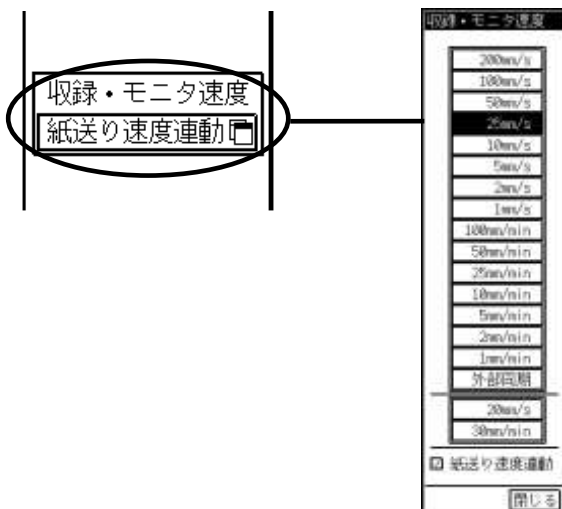 収録・モニタ速度
紙送り速度連動
収録・モニタ速度
200mm/s
100mm/s
50mm/s
25mm/s
10mm/s
5mm/s
2mm/s
1mm/s
100mm/min
50mm/min
25mm/min
10mm/min
5mm/min
2mm/min
1mm/min
外部同期
20mm/s
30mm/min
紙送り速度連動
閉じる